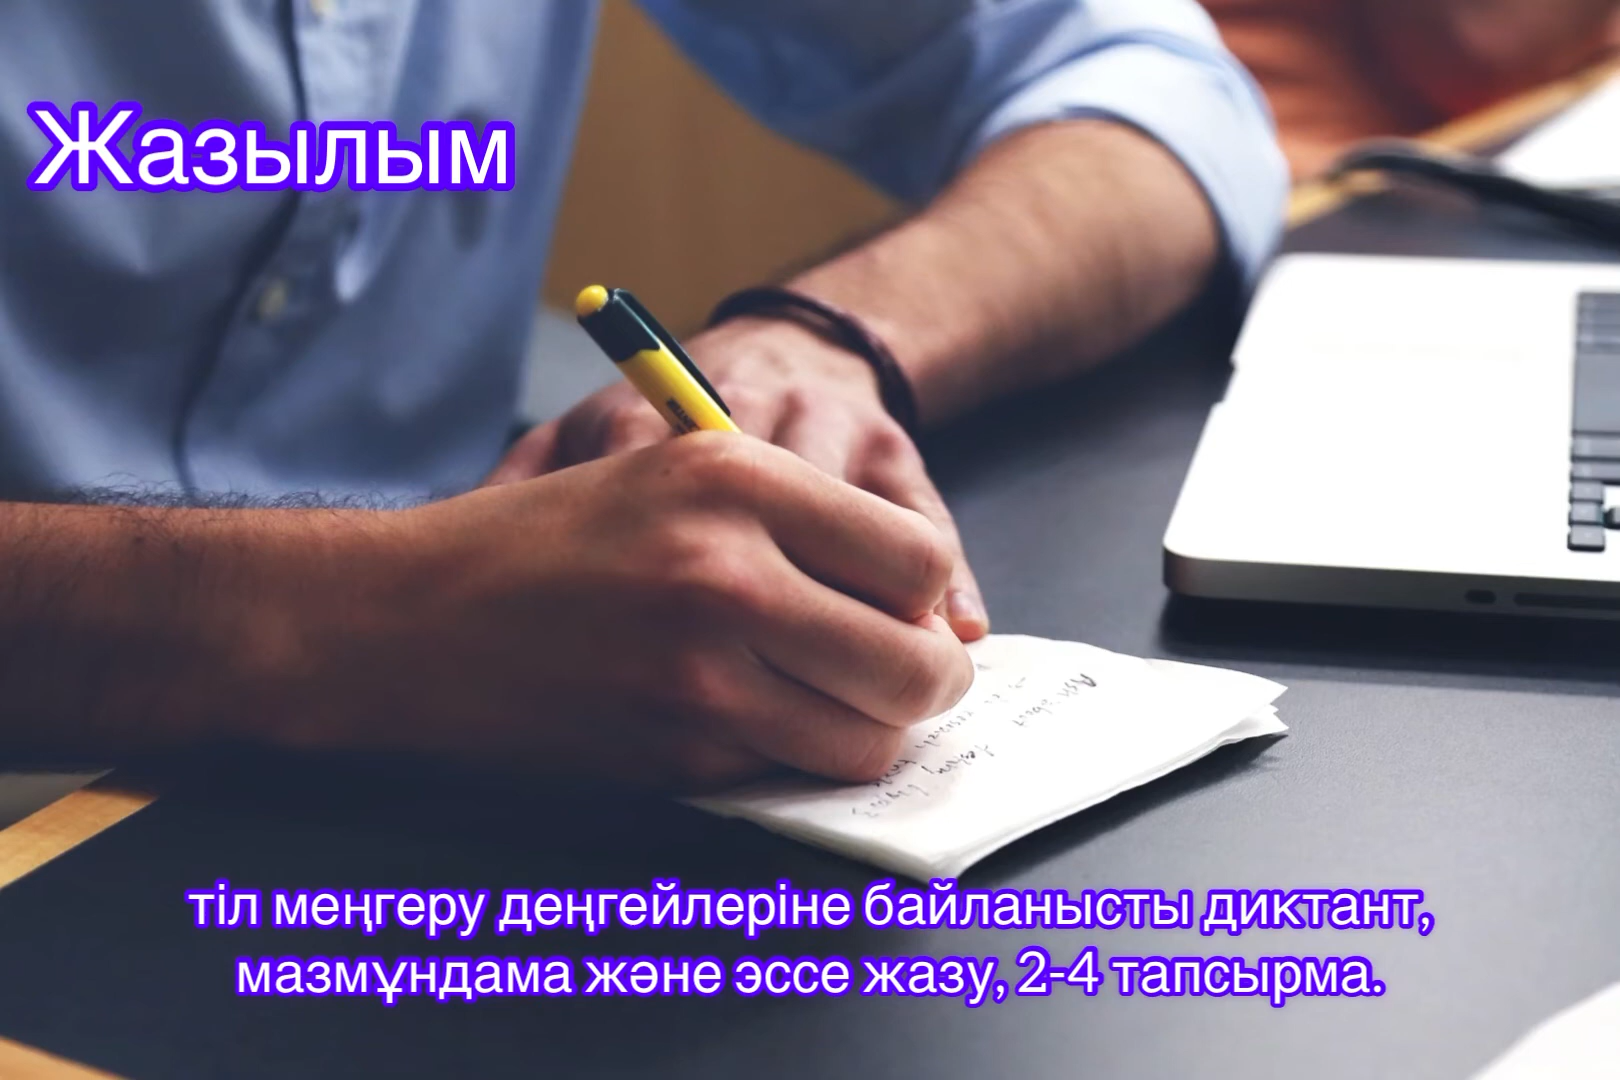 Жазылым
тіл меңгеру деңгейлеріне байланысты диктант,
мазмұндама және эссе жазу, 2-4 тапсырма.